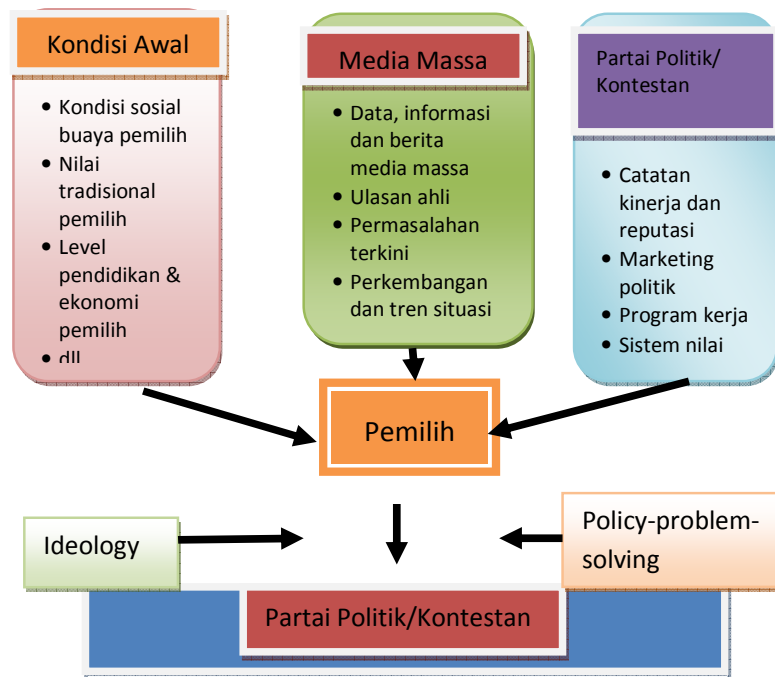 Kondisi Awal
• Kondisi sosial
buaya pemilih
• Nilai
tradisional
pemilih
• Level
pendidikan &
ekonomi
pemilih
• dll
Media Massa
• Data, informasi
dan berita
media massa
• Ulasan ahli
• Permasalahan
terkini
• Perkembangan
dan tren situasi
Partai Politik/
Kontestan
• Catatan
kinerja dan
reputasi
• Marketing
politik
• Program kerja
• Sistem nilai
Pemilih
Ideology
Policy-problem-
solving
Partai Politik/Kontestan